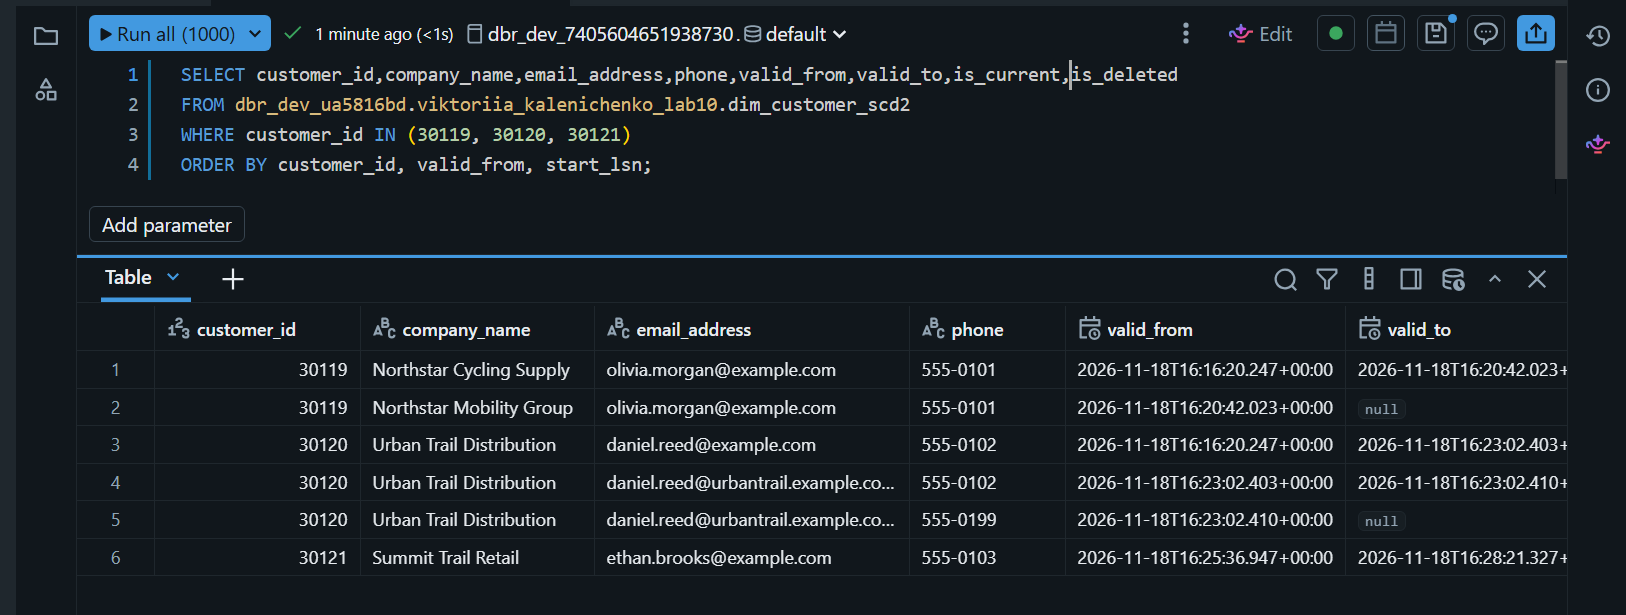 Run all (1000) 1 minute ago (<1s) dbr_dev_7405604651938730. default Edit
1 SELECT customer_id,company_name,email_address,phone,valid_from,valid_to,is_current,is_deleted
2 FROM dbr_dev_ua5816bd.viktoriia_kalenichenko_lab10.dim_customer_scd2
3 WHERE customer_id IN (30119, 30120, 30121)
4 ORDER BY customer_id, valid_from, start_lsn;
Add parameter
Table +
customer_id company_name email_address phone valid_from valid_to
1 30119 Northstar Cycling Supply olivia.morgan@example.com 555-0101 2026-11-18T16:16:20.247+00:00 2026-11-18T16:20:42.023+
2 30119 Northstar Mobility Group olivia.morgan@example.com 555-0101 2026-11-18T16:20:42.023+00:00 null
3 30120 Urban Trail Distribution daniel.reed@example.com 555-0102 2026-11-18T16:16:20.247+00:00 2026-11-18T16:23:02.403+
4 30120 Urban Trail Distribution daniel.reed@urbantrail.example.co... 555-0102 2026-11-18T16:23:02.403+00:00 2026-11-18T16:23:02.410+
5 30120 Urban Trail Distribution daniel.reed@urbantrail.example.co... 555-0199 2026-11-18T16:23:02.410+00:00 null
6 30121 Summit Trail Retail ethan.brooks@example.com 555-0103 2026-11-18T16:25:36.947+00:00 2026-11-18T16:28:21.327+